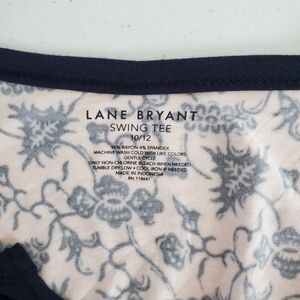 LANE BRYANT
SWING TEE
10/12
96% RAYON 4% SPANDEX
MACHINE WASH COLD WITH LIKE COLORS
GENTLE CYCLE
ONLY NON-CHLORINE BLEACH WHEN NEEDED
TUMBLE DRY LOW • COOL IRON IF NEEDED
MADE IN INDONESIA
RN 118641